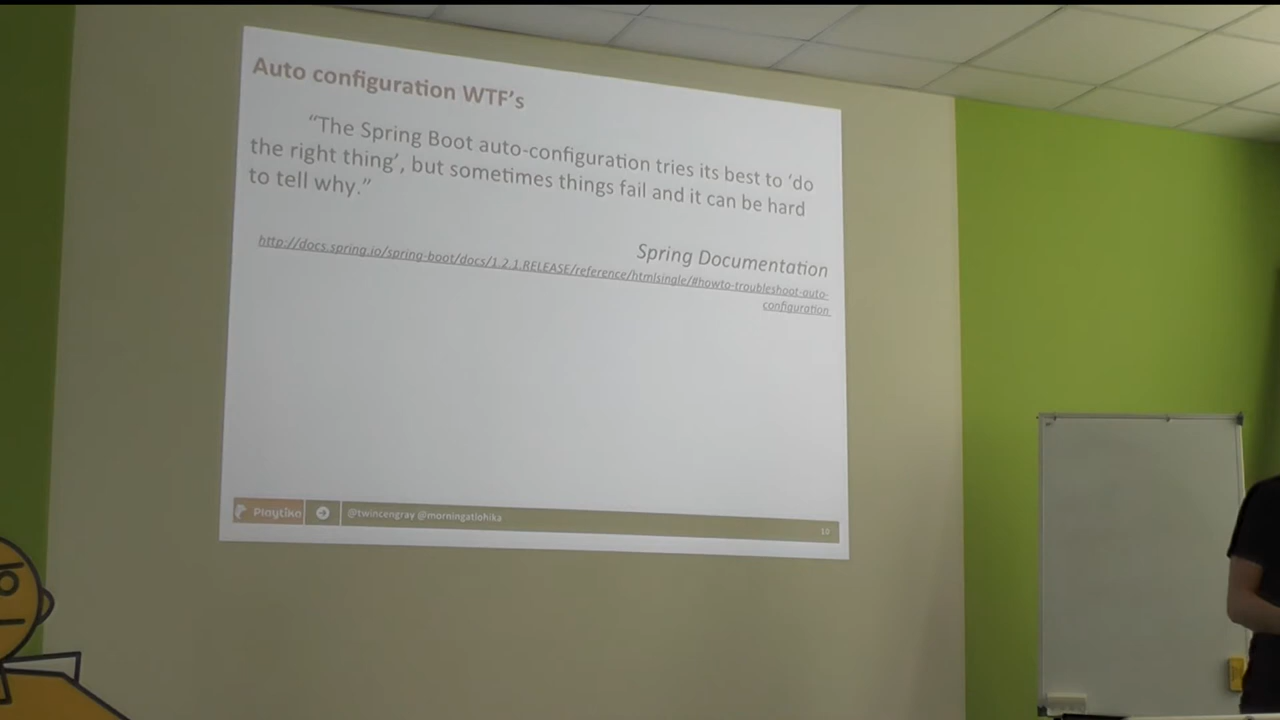 Auto configuration WTF's
“The Spring Boot auto-configuration tries its best to ‘do
the right thing’, but sometimes things fail and it can be hard
to tell why.”
Spring Documentation
http://docs.spring.io/spring-boot/docs/1.2.1.RELEASE/reference/htmlsingle/#howto-troubleshoot-auto-
configuration
Playtika
@twincengray @morningatlohika
10